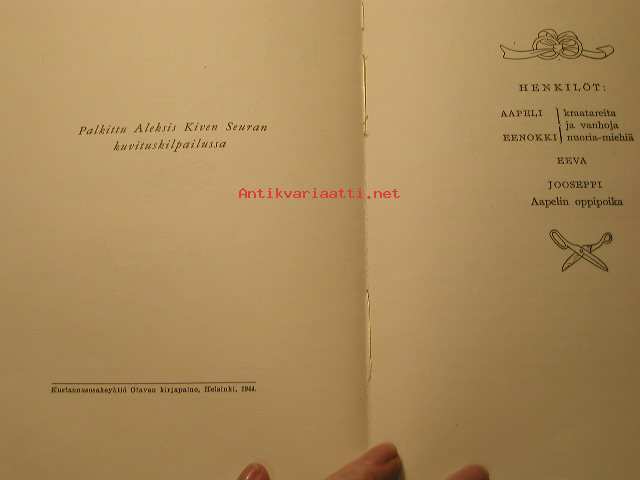 Palkittu Aleksis Kiven Seuran
kuvituskilpailussa
Kustannusosakeyhtiö Otavan kirjapaino, Helsinki, 1944.
Antikvariaatti.net
HENKILÖT:
AAPELI
EENOKKI
kraatareita
ja vanhoja
nuoria-miehiä
EEVA
JOOSEPPI
Aapelin oppipoika